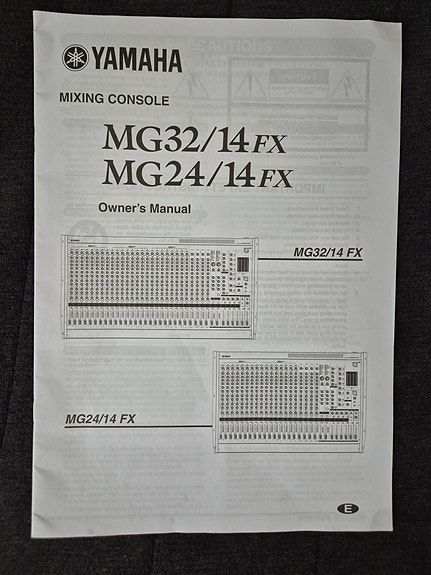 YAMAHA
MIXING CONSOLE
MG32/14FX
MG24/14FX
Owner's Manual
MG32/14 FX
MG24/14 FX
E